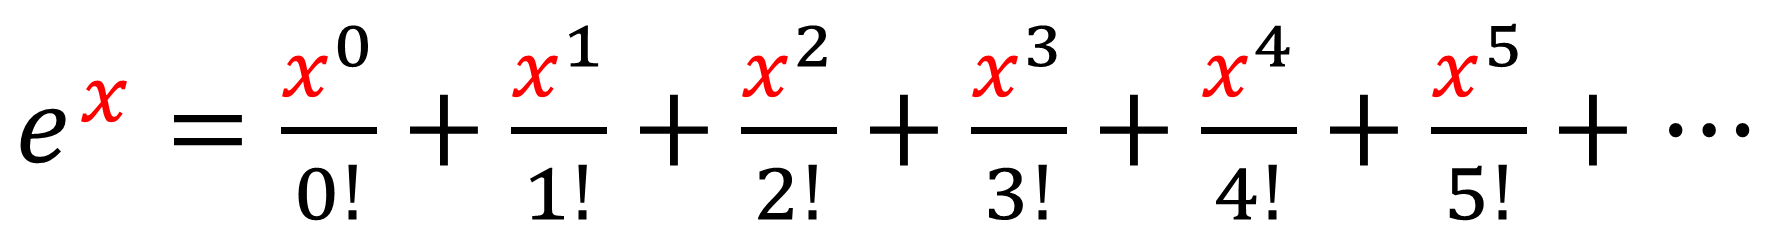 e^x = x^0/0! + x^1/1! + x^2/2! + x^3/3! + x^4/4! + x^5/5! + ⋯